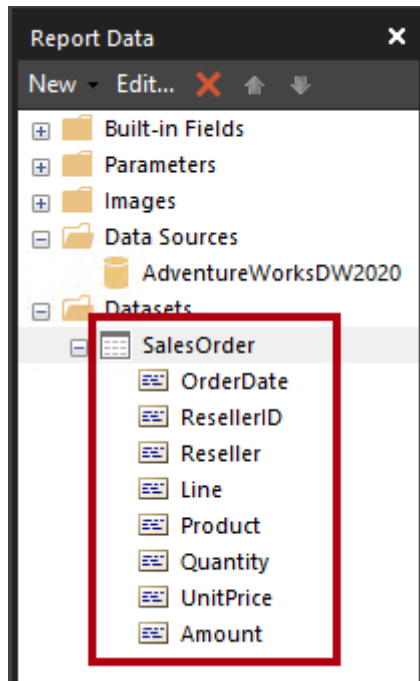 Report Data
New Edit...
Built-in Fields
Parameters
Images
Data Sources
AdventureWorksDW2020
Datasets
SalesOrder
OrderDate
ResellerID
Reseller
Line
Product
Quantity
UnitPrice
Amount